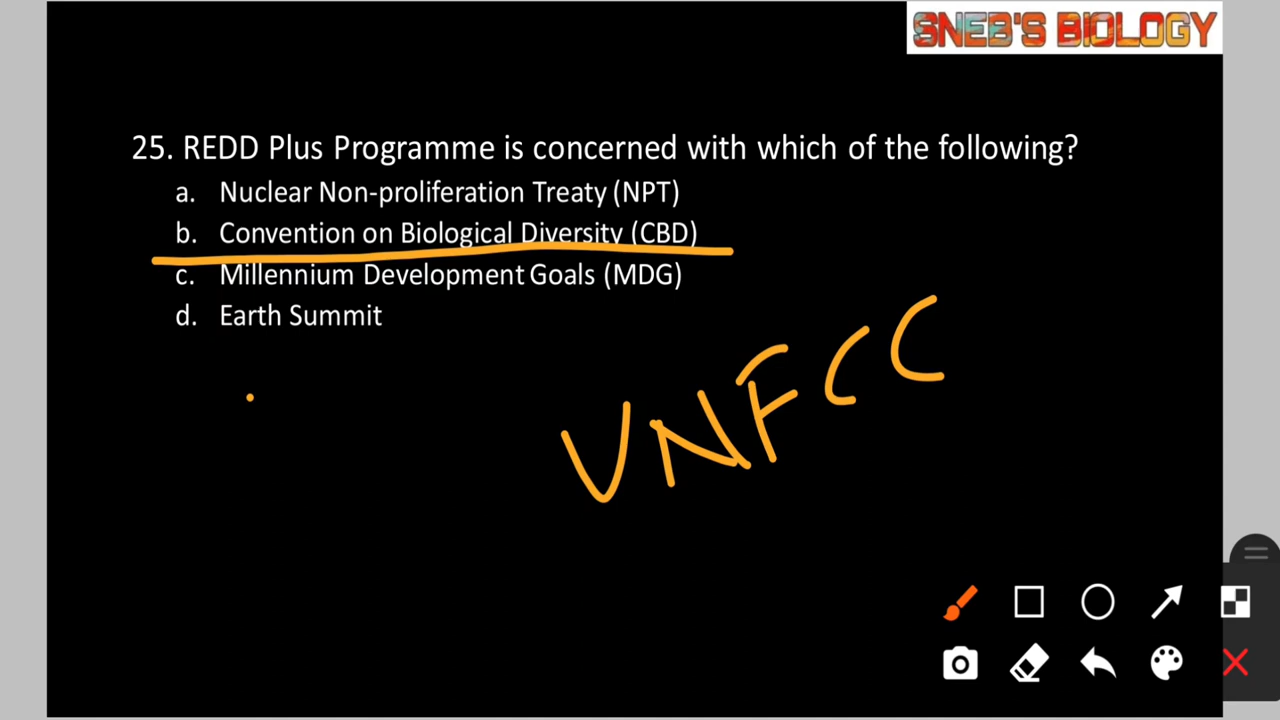 SNEB'S BIOLOGY
25. REDD Plus Programme is concerned with which of the following?
a. Nuclear Non-proliferation Treaty (NPT)
b. Convention on Biological Diversity (CBD)
c. Millennium Development Goals (MDG)
d. Earth Summit
UNFCC